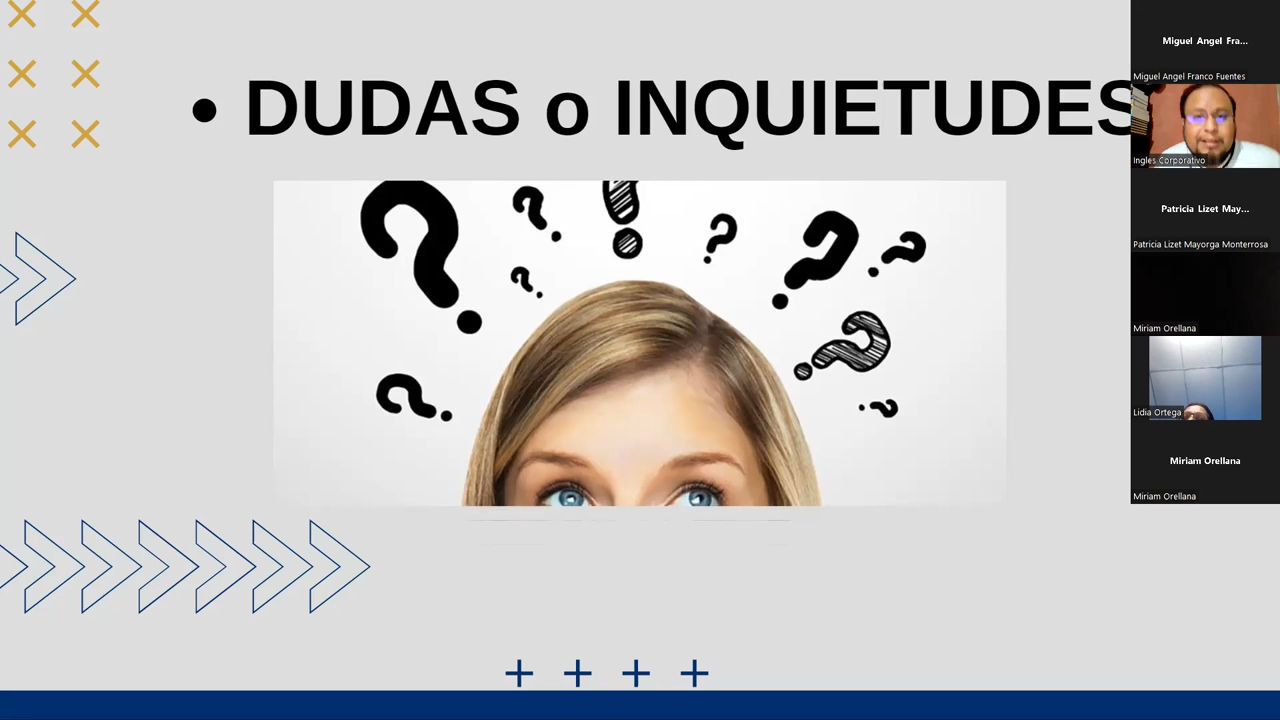 • DUDAS o INQUIETUDES
Miguel Angel Fra...
Miguel Angel Franco Fuentes
Ingles Corporativo
Patricia Lizet May...
Patricia Lizet Mayorga Monterrosa
Miriam Orellana
Lidia Ortega
Miriam Orellana
Miriam Orellana